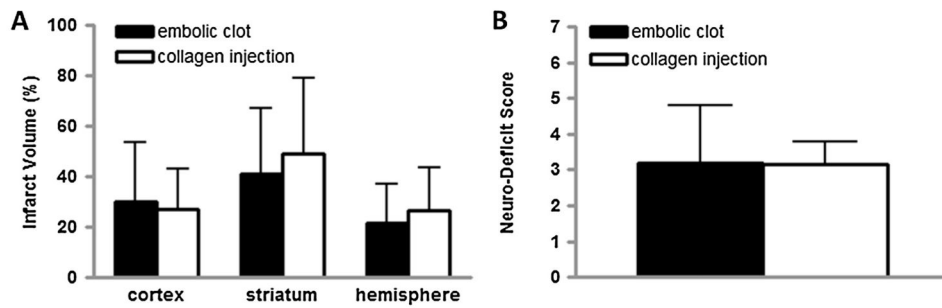 A
Infarct Volume (%)
100
80
60
40
20
0
embolic clot
collagen injection
cortex striatum hemisphere
B
Neuro-Deficit Score
7
6
5
4
3
2
1
0
embolic clot
collagen injection